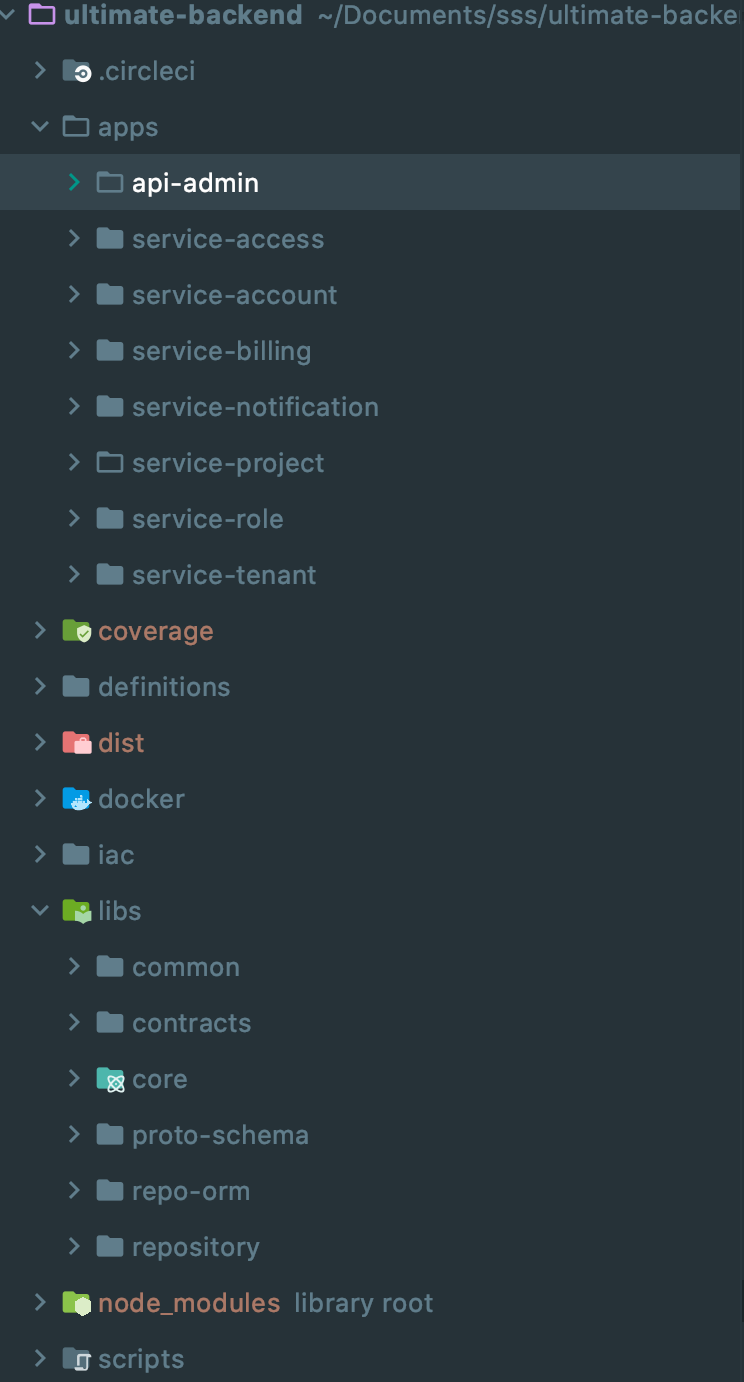 ultimate-backend ~/Documents/sss/ultimate-backe
.circleci
apps
api-admin
service-access
service-account
service-billing
service-notification
service-project
service-role
service-tenant
coverage
definitions
dist
docker
iac
libs
common
contracts
core
proto-schema
repo-orm
repository
node_modules library root
scripts